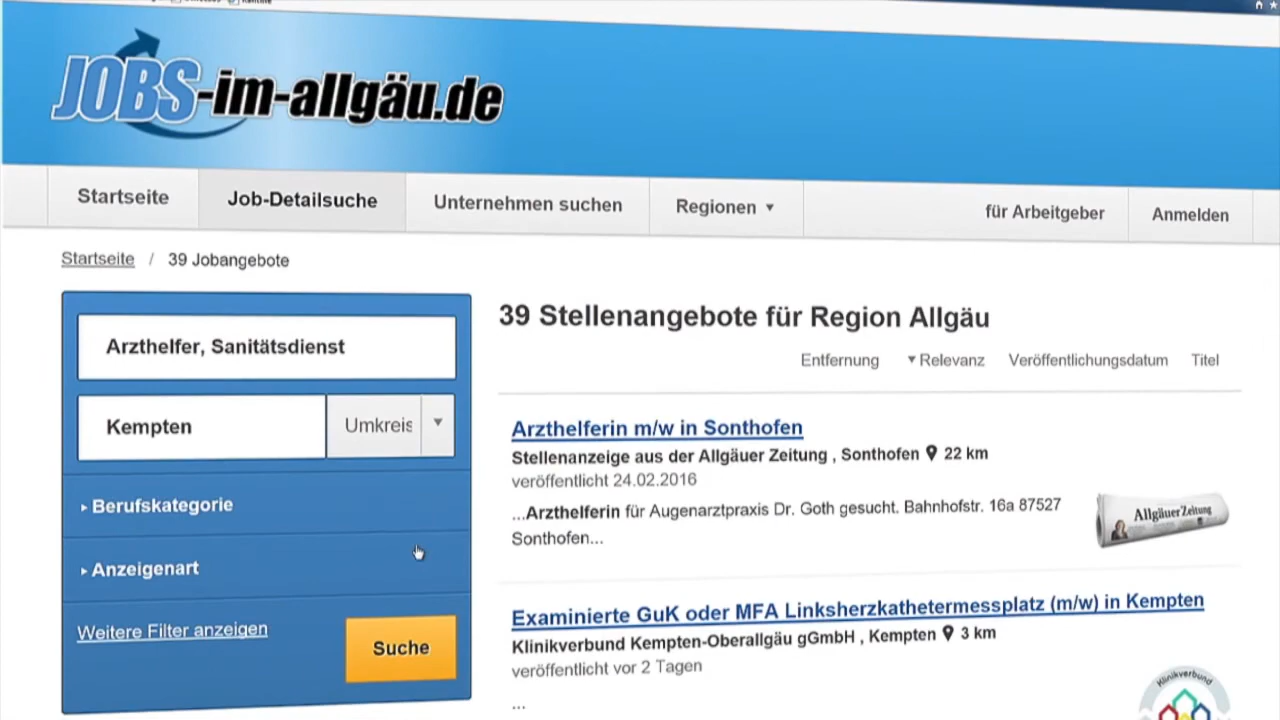 JOBS-im-allgäu.de
Startseite
Job-Detailsuche
Unternehmen suchen
Regionen
für Arbeitgeber
Anmelden
Startseite / 39 Jobangebote
Arzthelfer, Sanitätsdienst
Kempten
Umkreis
Berufskategorie
Anzeigenart
Weitere Filter anzeigen
Suche
39 Stellenangebote für Region Allgäu
Entfernung
Relevanz
Veröffentlichungsdatum
Titel
Arzthelferin m/w in Sonthofen
Stellenanzeige aus der Allgäuer Zeitung , Sonthofen 22 km
veröffentlicht 24.02.2016
...Arzthelferin für Augenarztpraxis Dr. Goth gesucht. Bahnhofstr. 16a 87527
Sonthofen...
Allgäuer Zeitung
Examinierte GuK oder MFA Linksherzkathetermessplatz (m/w) in Kempten
Klinikverbund Kempten-Oberallgäu gGmbH , Kempten 3 km
veröffentlicht vor 2 Tagen
...
Klinikverbund